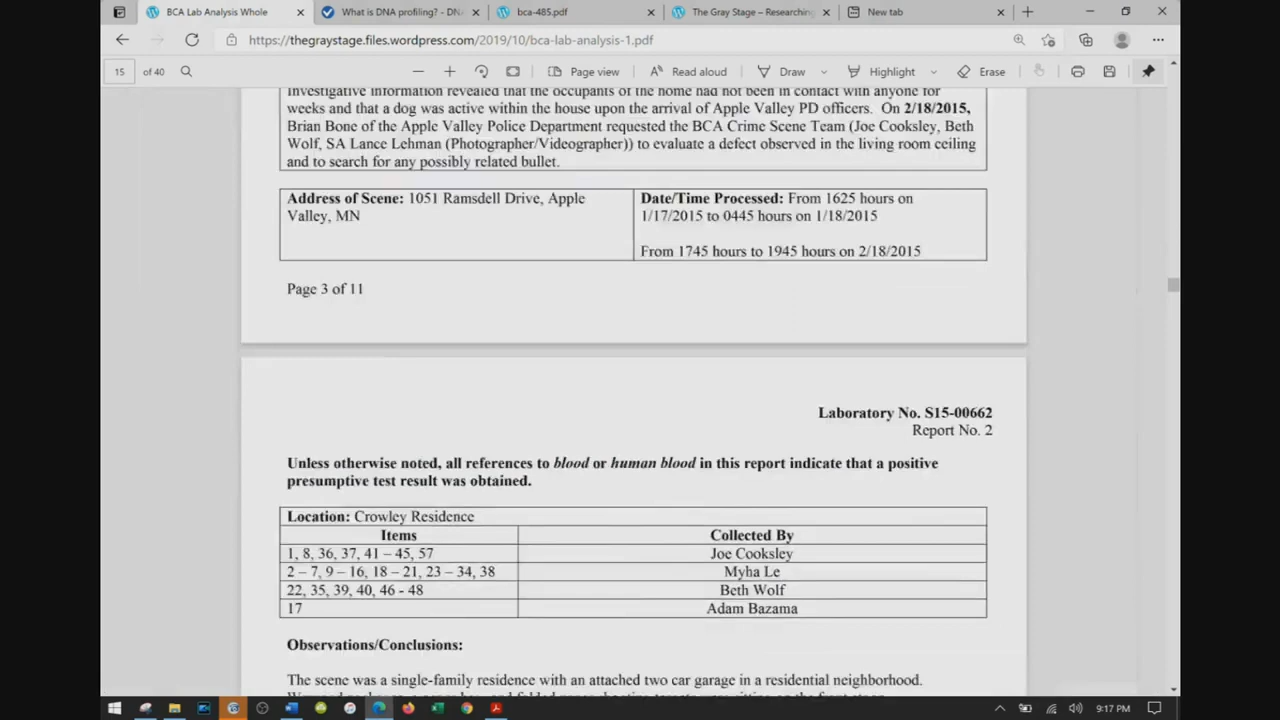 BCA Lab Analysis Whole
What is DNA profiling? - DN
bca-485.pdf
The Gray Stage – Researching
New tab
https://thegraystage.files.wordpress.com/2019/10/bca-lab-analysis-1.pdf
15 of 40
Page view
Read aloud
Draw
Highlight
Erase
Investigative information revealed that the occupants of the home had not been in contact with anyone for
weeks and that a dog was active within the house upon the arrival of Apple Valley PD officers. On 2/18/2015,
Brian Bone of the Apple Valley Police Department requested the BCA Crime Scene Team (Joe Cooksley, Beth
Wolf, SA Lance Lehman (Photographer/Videographer)) to evaluate a defect observed in the living room ceiling
and to search for any possibly related bullet.
Address of Scene: 1051 Ramsdell Drive, Apple
Valley, MN
Date/Time Processed: From 1625 hours on
1/17/2015 to 0445 hours on 1/18/2015
From 1745 hours to 1945 hours on 2/18/2015
Page 3 of 11
Laboratory No. S15-00662
Report No. 2
Unless otherwise noted, all references to blood or human blood in this report indicate that a positive
presumptive test result was obtained.
Location: Crowley Residence
Items Collected By
1, 8, 36, 37, 41 – 45, 57 Joe Cooksley
2 – 7, 9 – 16, 18 – 21, 23 – 34, 38 Myha Le
22, 35, 39, 40, 46 - 48 Beth Wolf
17 Adam Bazama
Observations/Conclusions:
The scene was a single-family residence with an attached two car garage in a residential neighborhood.
9:17 PM